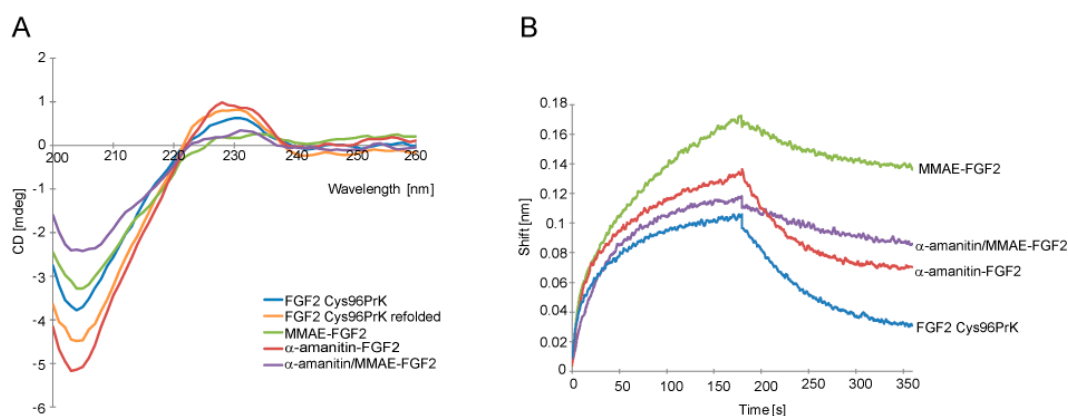 A
2
1
0
-1
-2
-3
-4
-5
-6
CD [mdeg]
200
210
220
230
240
250
260
Wavelength [nm]
FGF2 Cys96PrK
FGF2 Cys96PrK refolded
MMAE-FGF2
α-amanitin-FGF2
α-amanitin/MMAE-FGF2
B
0.18
0.16
0.14
0.12
0.10
0.08
0.06
0.04
0.02
0
Shift [nm]
0
50
100
150
200
250
300
350
Time [s]
MMAE-FGF2
α-amanitin/MMAE-FGF2
α-amanitin-FGF2
FGF2 Cys96PrK